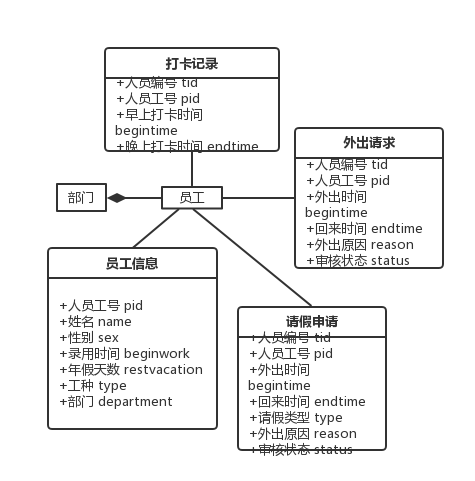 打卡记录
+人员编号 tid
+人员工号 pid
+早上打卡时间
begintime
+晚上打卡时间 endtime
外出请求
+人员编号 tid
+人员工号 pid
+外出时间
begintime
+回来时间 endtime
+外出原因 reason
+审核状态 status
部门
员工
员工信息
+人员工号 pid
+姓名 name
+性别 sex
+录用时间 beginwork
+年假天数 restvacation
+工种 type
+部门 department
请假申请
+人员编号 tid
+人员工号 pid
+外出时间
begintime
+回来时间 endtime
+请假类型 type
+外出原因 reason
+审核状态 status